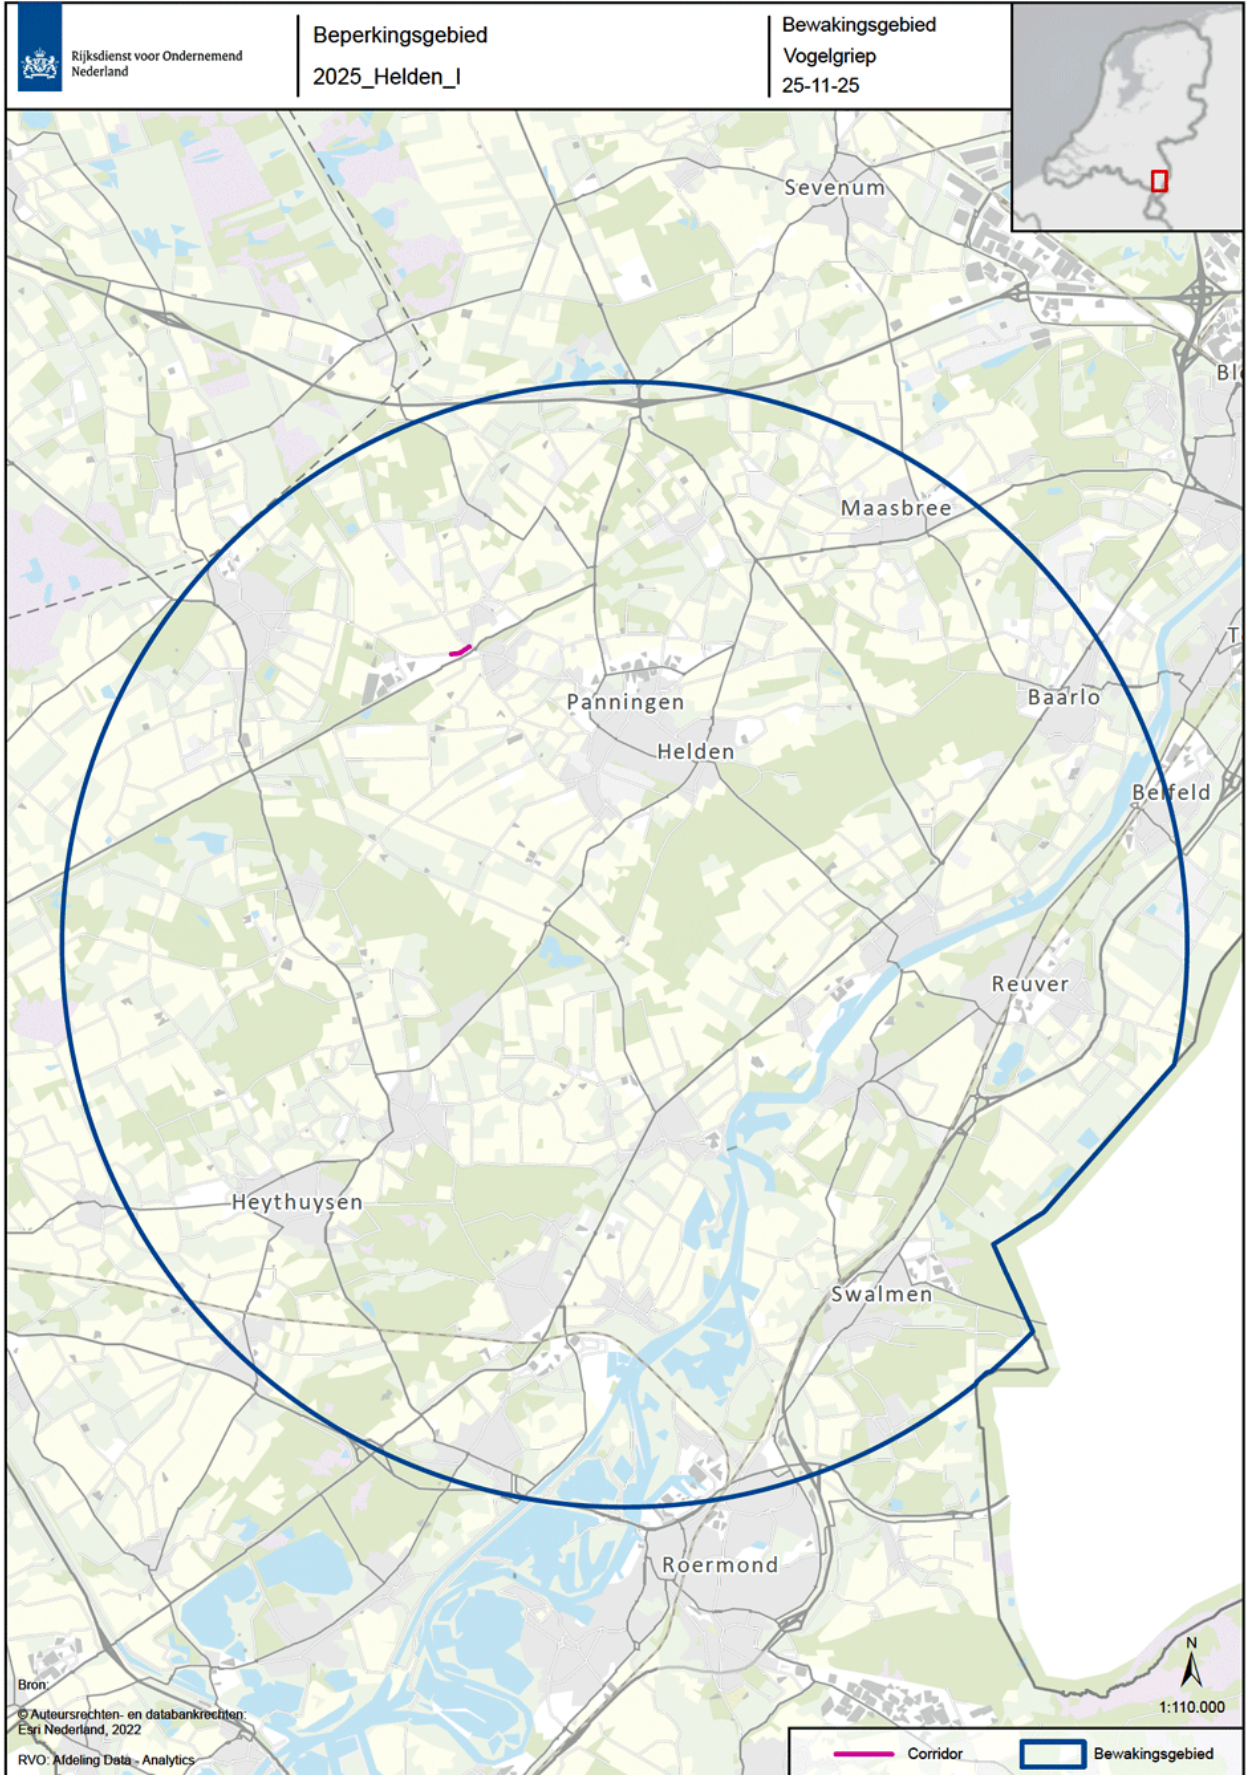 Rijksdienst voor Ondernemend
Nederland
Beperkingsgebied
2025_Helden_I
Bewakingsgebied
Vogelgriep
25-11-25
Sevenum
Maasbree
Panningen
Helden
Baarlo
Belfeld
Reuver
Heythuysen
Swalmen
Roermond
N
1:110.000
Bron:
© Auteursrechten- en databankrechten:
Esri Nederland, 2022
RVO: Afdeling Data - Analytics
Corridor
Bewakingsgebied